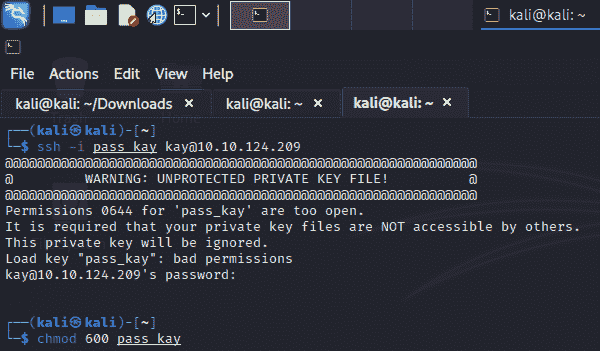 kali@kali: ~
File Actions Edit View Help
kali@kali: ~/Downloads × kali@kali: ~ × kali@kali: ~ ×
┌──(kali㉿kali)-[~]
└─$ ssh -i pass_kay kay@10.10.124.209
@@@@@@@@@@@@@@@@@@@@@@@@@@@@@@@@@@@@@@@@@@@@@@@@@@@@@@@@@@@
@         WARNING: UNPROTECTED PRIVATE KEY FILE!          @
@@@@@@@@@@@@@@@@@@@@@@@@@@@@@@@@@@@@@@@@@@@@@@@@@@@@@@@@@@@
Permissions 0644 for 'pass_kay' are too open.
It is required that your private key files are NOT accessible by others.
This private key will be ignored.
Load key "pass_kay": bad permissions
kay@10.10.124.209's password:
┌──(kali㉿kali)-[~]
└─$ chmod 600 pass_kay